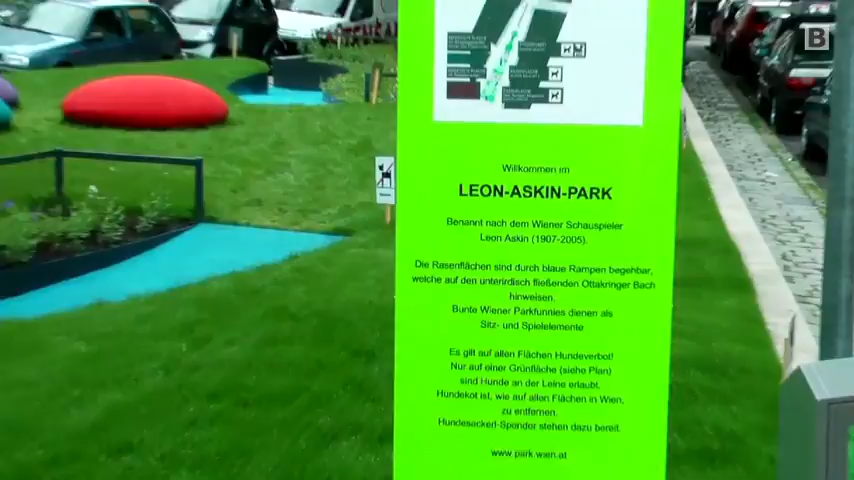 B
Willkommen im
LEON-ASKIN-PARK
Benannt nach dem Wiener Schauspieler
Leon Askin (1907-2005).
Die Rasenflächen sind durch blaue Rampen begehbar,
welche auf den unterirdisch fließenden Ottakringer Bach
hinweisen.
Bunte Wiener Parkfunnies dienen als
Sitz- und Spielelemente
Es gilt auf allen Flächen Hundeverbot!
Nur auf einer Grünfläche (siehe Plan)
sind Hunde an der Leine erlaubt.
Hundekot ist, wie auf allen Flächen in Wien,
zu entfernen.
Hundesackerl-Spender stehen dazu bereit.
www.park.wien.at